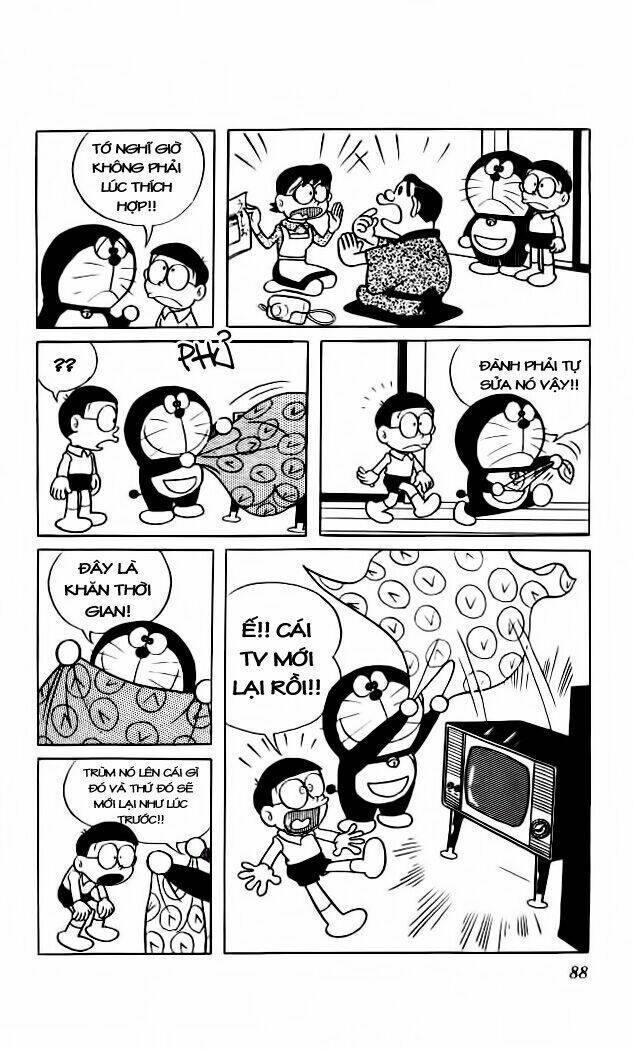 TỚ NGHĨ GIỜ
KHÔNG PHẢI
LÚC THÍCH
HỢP!!
ĐÀNH PHẢI TỰ
SỬA NÓ VẬY!!
PHỦ
??
Ế!! CÁI
TV MỚI
LẠI RỒI!!
ĐÂY LÀ
KHĂN THỜI
GIAN!
TRÙM NÓ LÊN CÁI GÌ
ĐÓ VÀ THỨ ĐÓ SẼ
MỚI LẠI NHƯ LÚC
TRƯỚC!!
88